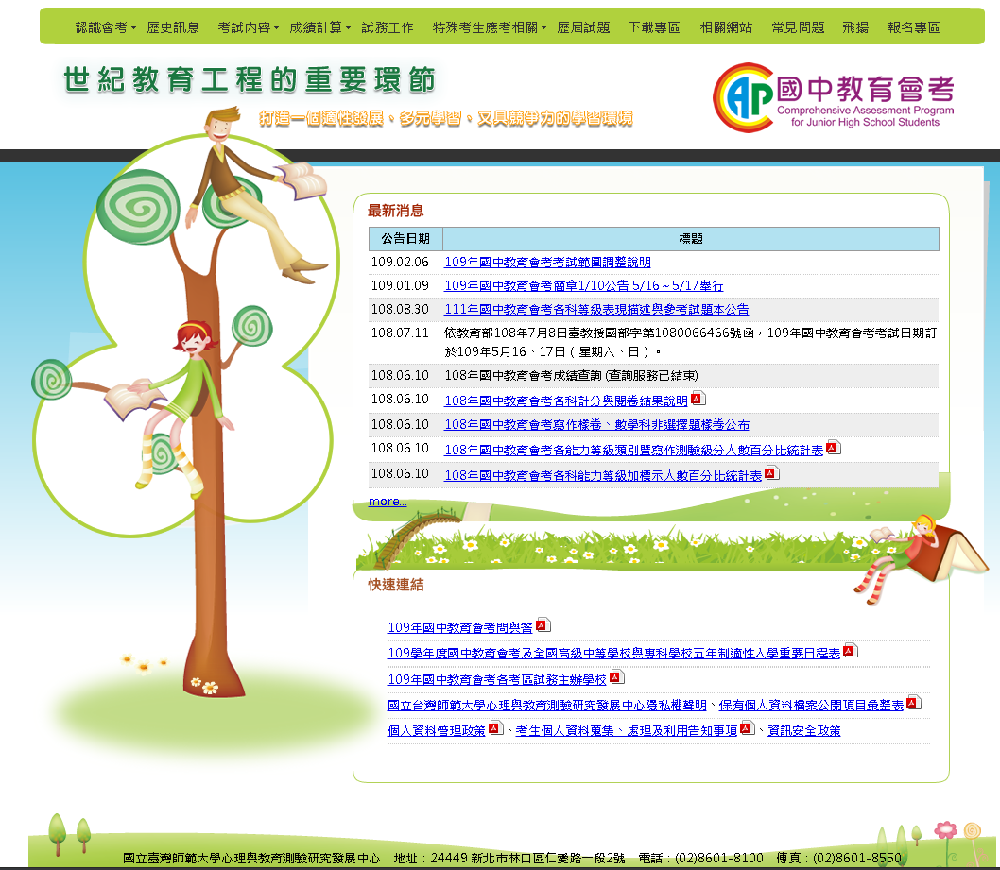 認識會考 歷史訊息 考試內容 成績計算 試務工作 特殊考生應考相關 歷屆試題 下載專區 相關網站 常見問題 飛揚 報名專區
世紀教育工程的重要環節
打造一個適性發展、多元學習、又具競爭力的學習環境
AP 國中教育會考
Comprehensive Assessment Program
for Junior High School Students
最新消息
公告日期 標題
109.02.06 109年國中教育會考考試範圍調整說明
109.01.09 109年國中教育會考簡章1/10公告 5/16 ~ 5/17舉行
108.08.30 111年國中教育會考各科等級表現描述與參考試題本公告
108.07.11 依教育部108年7月8日臺教授國部字第1080066466號函，109年國中教育會考考試日期訂
於109年5月16、17日（星期六、日）。
108.06.10 108年國中教育會考成績查詢 (查詢服務已結束)
108.06.10 108年國中教育會考各科計分與閱卷結果說明
108.06.10 108年國中教育會考寫作樣卷、數學科非選擇題樣卷公布
108.06.10 108年國中教育會考各能力等級類別暨寫作測驗級分人數百分比統計表
108.06.10 108年國中教育會考各科能力等級加標示人數百分比統計表
more...
快速連結
109年國中教育會考問與答
109學年度國中教育會考及全國高級中等學校與專科學校五年制適性入學重要日程表
109年國中教育會考各考區試務主辦學校
國立台灣師範大學心理與教育測驗研究發展中心隱私權聲明、保有個人資料檔案公開項目彙整表
個人資料管理政策、考生個人資料蒐集、處理及利用告知事項、資訊安全政策
國立臺灣師範大學心理與教育測驗研究發展中心 地址：24449 新北市林口區仁愛路一段2號 電話：(02)8601-8100 傳真：(02)8601-8550